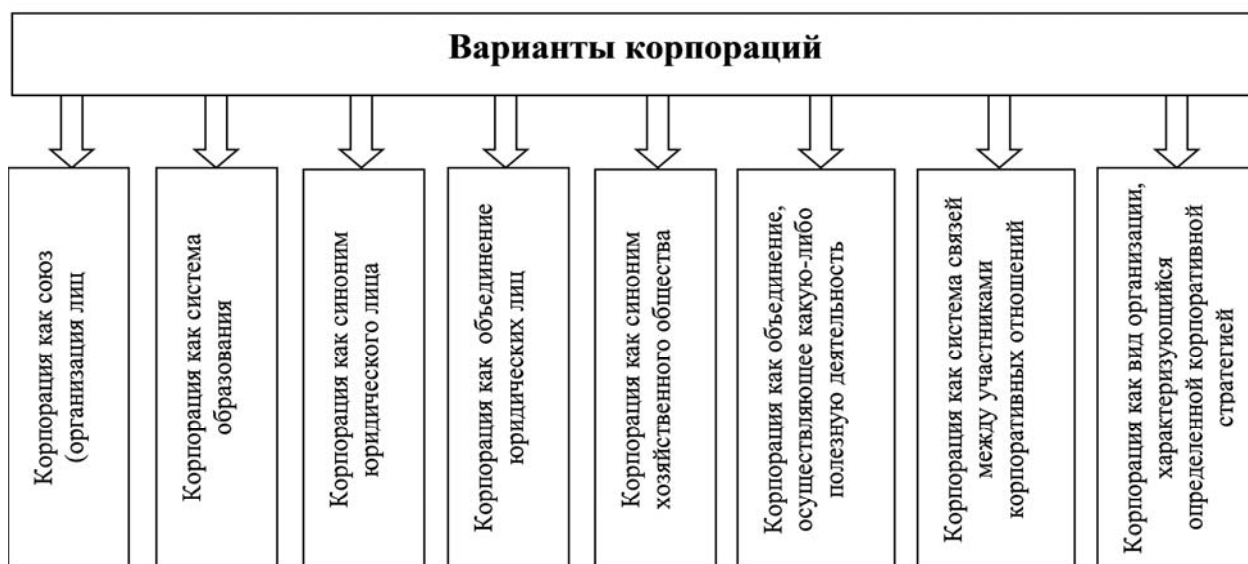 Варианты корпораций
Корпорация как союз
(организация лиц
Корпорация как система
образования
Корпорация как синоним
юридического лица
Корпорация как объединение
юридических лиц
Корпорация как синоним
хозяйственного общества
Корпорация как объединение,
осуществляющее какую-либо
полезную деятельность
Корпорация как система связей
между участниками
корпоративных отношений
Корпорация как вид организации,
характеризующийся
определенной корпоративной
стратегией